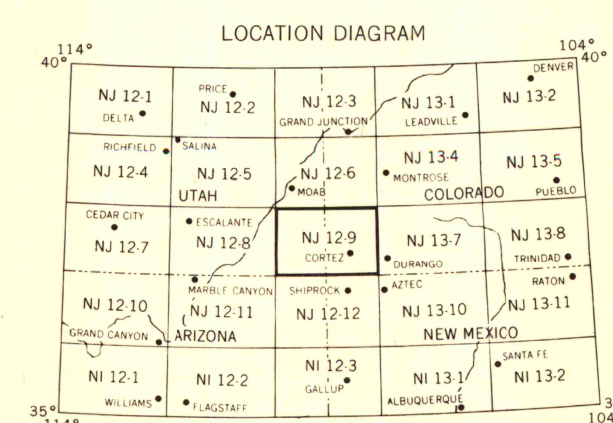 LOCATION DIAGRAM
114°
104°
40°
40°
NJ 12-1
DELTA
PRICE
NJ 12-2
NJ 12-3
GRAND JUNCTION
NJ 13-1
LEADVILLE
DENVER
NJ 13-2
RICHFIELD
NJ 12-4
SALINA
NJ 12-5
NJ 12-6
MOAB
NJ 13-4
MONTROSE
NJ 13-5
PUEBLO
UTAH
COLORADO
CEDAR CITY
NJ 12-7
ESCALANTE
NJ 12-8
NJ 12-9
CORTEZ
NJ 13-7
DURANGO
NJ 13-8
TRINIDAD
NJ 12-10
GRAND CANYON
MARBLE CANYON
NJ 12-11
SHIPROCK
NJ 12-12
AZTEC
NJ 13-10
RATON
NJ 13-11
ARIZONA
NEW MEXICO
NI 12-1
WILLIAMS
NI 12-2
FLAGSTAFF
NI 12-3
GALLUP
NI 13-1
ALBUQUERQUE
SANTA FE
NI 13-2
35°